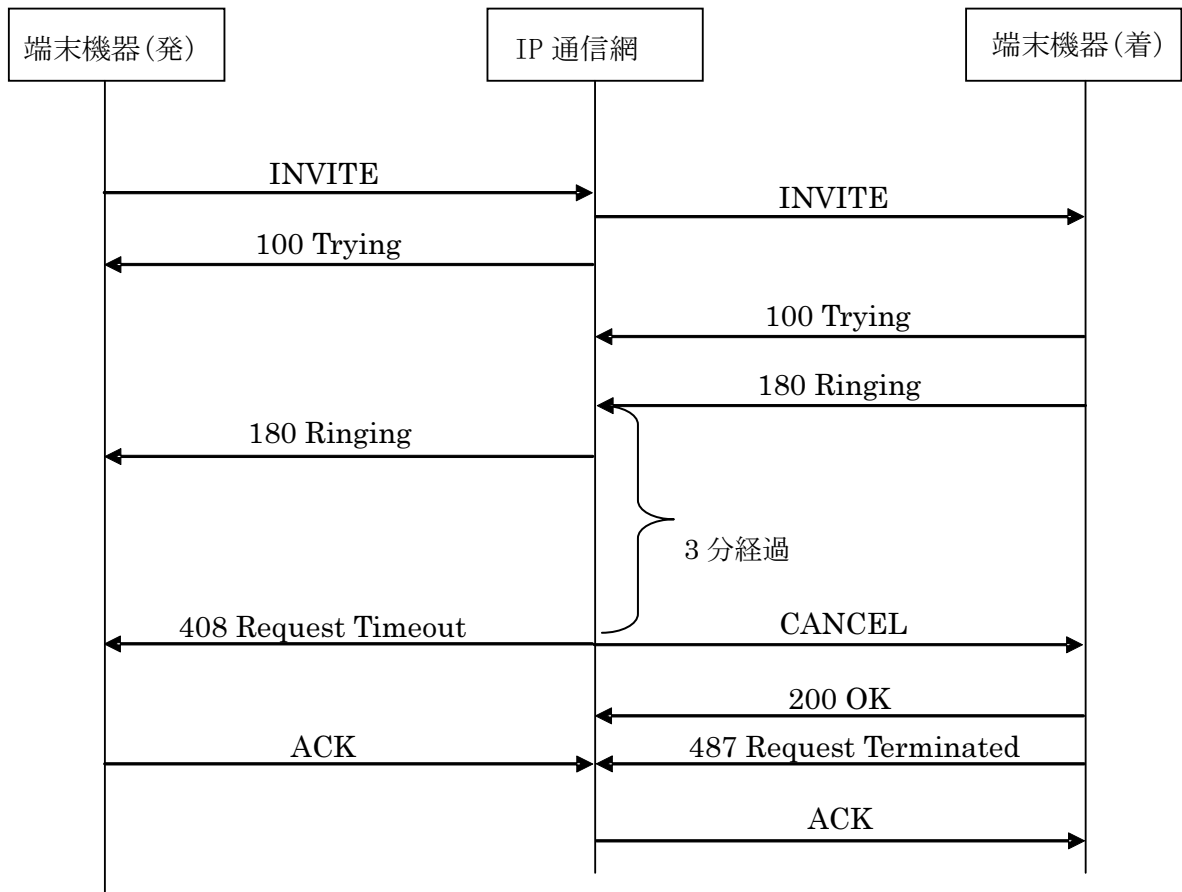 端末機器(発)
IP 通信網
端末機器(着)
INVITE
INVITE
100 Trying
100 Trying
180 Ringing
180 Ringing
3 分経過
408 Request Timeout
CANCEL
200 OK
ACK
487 Request Terminated
ACK